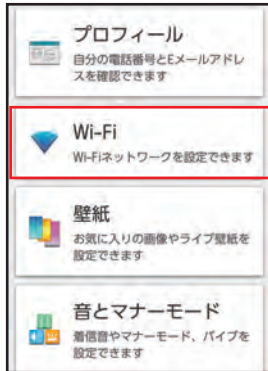 プロフィール
自分の電話番号とEメールアドレ
スを確認できます
Wi-Fi
Wi-Fiネットワークを設定できます
壁紙
お気に入りの画像やライブ壁紙を
設定できます
音とマナーモード
着信音やマナーモード、バイブを
設定できます